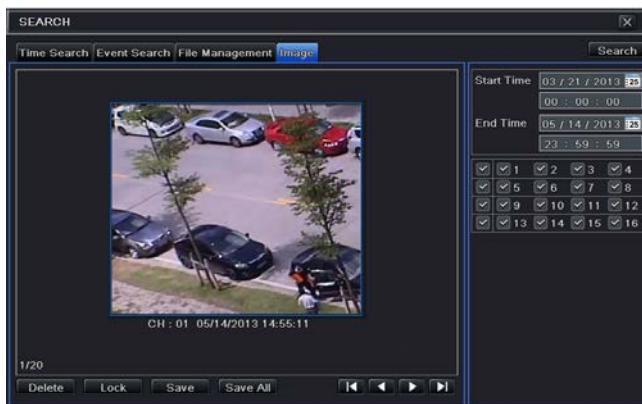 SEARCH
Time Search Event Search File Management Image
Search
Start Time 03 / 21 / 2013 25
00 : 00 : 00
End Time 05 / 14 / 2013 25
23 : 59 : 59
1 2 3 4
5 6 7 8
9 10 11 12
13 14 15 16
CH : 01 05/14/2013 14:55:11
1/20
Delete Lock Save Save All